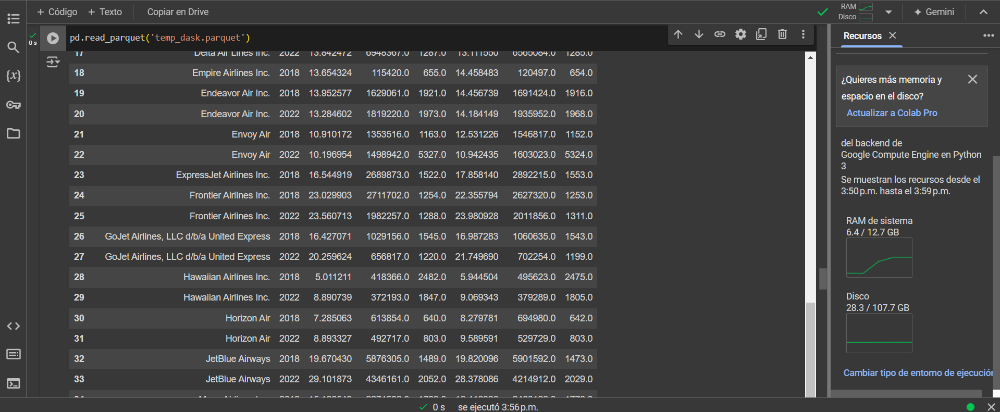 + Código + Texto Copiar en Drive
RAM
Disco
Gemini
0 s
pd.read_parquet('temp_dask.parquet')
17 Delta Air Lines Inc. 2022 13.842472 6948367.0 1287.0 13.111550 6565084.0 1285.0
18 Empire Airlines Inc. 2018 13.654324 115420.0 655.0 14.458483 120497.0 654.0
19 Endeavor Air Inc. 2018 13.952577 1629061.0 1921.0 14.456739 1691424.0 1916.0
20 Endeavor Air Inc. 2022 13.284602 1819220.0 1973.0 14.184149 1935952.0 1968.0
21 Envoy Air 2018 10.910172 1353516.0 1163.0 12.531226 1546817.0 1152.0
22 Envoy Air 2022 10.196954 1498942.0 5327.0 10.942435 1603023.0 5324.0
23 ExpressJet Airlines Inc. 2018 16.544919 2689873.0 1522.0 17.858140 2892215.0 1553.0
24 Frontier Airlines Inc. 2018 23.029903 2711702.0 1254.0 22.355794 2627320.0 1253.0
25 Frontier Airlines Inc. 2022 23.560713 1982257.0 1288.0 23.980928 2011856.0 1311.0
26 GoJet Airlines, LLC d/b/a United Express 2018 16.427071 1029156.0 1545.0 16.987283 1060635.0 1543.0
27 GoJet Airlines, LLC d/b/a United Express 2022 20.259624 656817.0 1220.0 21.749690 702254.0 1199.0
28 Hawaiian Airlines Inc. 2018 5.011211 418366.0 2482.0 5.944504 495623.0 2475.0
29 Hawaiian Airlines Inc. 2022 8.890739 372193.0 1847.0 9.069343 379289.0 1805.0
30 Horizon Air 2018 7.285063 613854.0 640.0 8.279781 694980.0 642.0
31 Horizon Air 2022 8.893327 492717.0 803.0 9.589591 529729.0 803.0
32 JetBlue Airways 2018 19.670430 5876305.0 1489.0 19.820096 5901592.0 1473.0
33 JetBlue Airways 2022 29.101873 4346161.0 2052.0 28.378086 4214912.0 2029.0
Recursos
¿Quieres más memoria y
espacio en el disco?
Actualizar a Colab Pro
del backend de
Google Compute Engine en Python
3
Se muestran los recursos desde el
3:50 p.m. hasta el 3:59 p.m.
RAM de sistema
6.4 / 12.7 GB
Disco
28.3 / 107.7 GB
Cambiar tipo de entorno de ejecución
0 s se ejecutó 3:56 p.m.